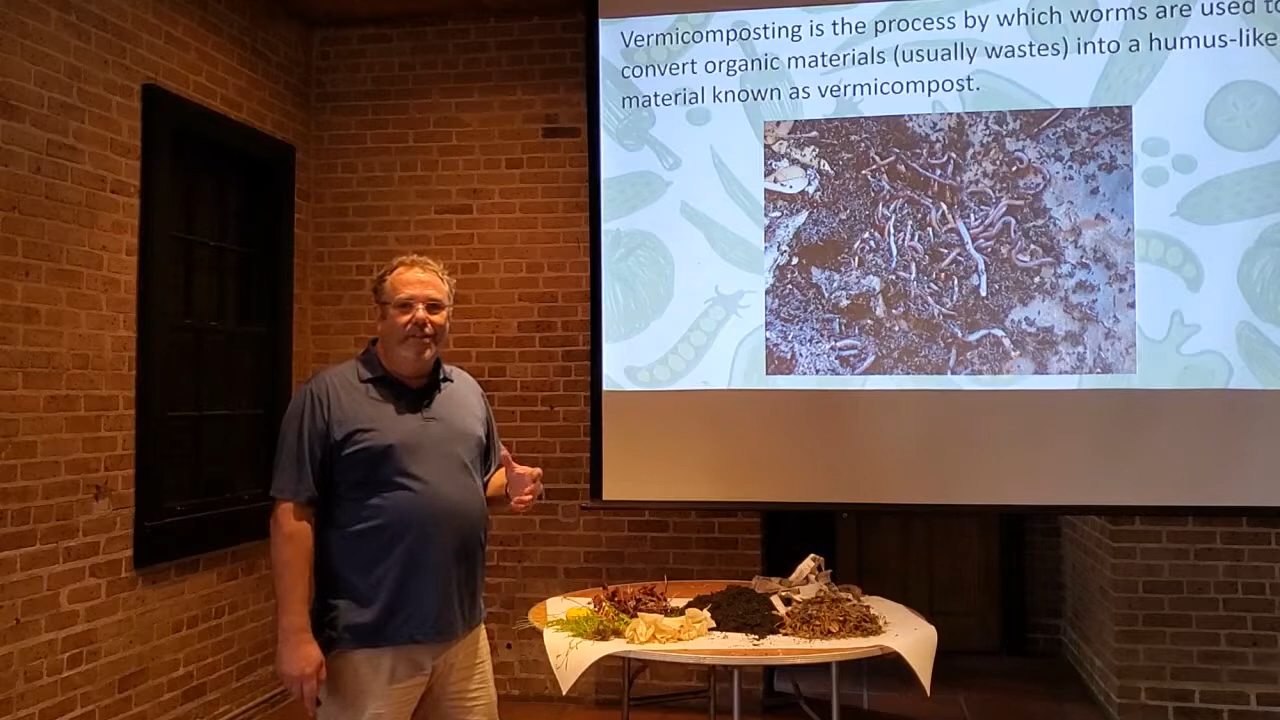 Vermicomposting is the process by which worms are used to
convert organic materials (usually wastes) into a humus-like
material known as vermicompost.